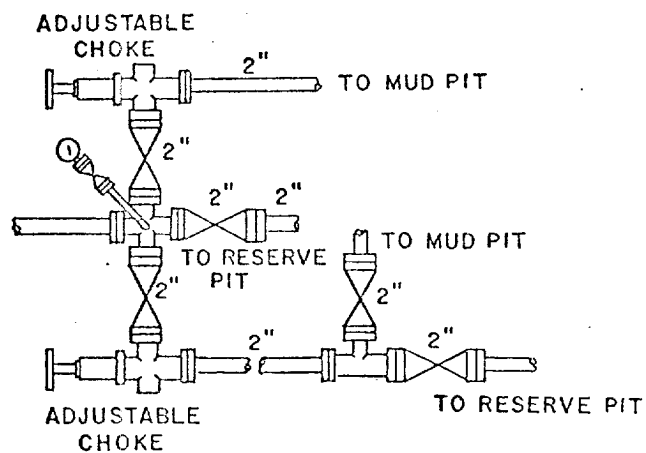 ADJUSTABLE
CHOKE
2"
TO MUD PIT
2"
2"
2"
TO RESERVE
PIT
TO MUD PIT
2"
2"
2"
2"
TO RESERVE PIT
ADJUSTABLE
CHOKE